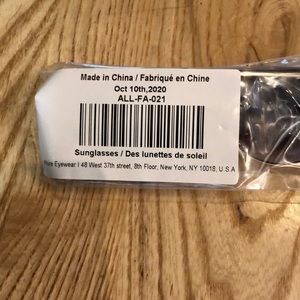 Made in China / Fabriqué en Chine
Oct 10th,2020
ALL-FA-021
Sunglasses / Des lunettes de soleil
Eyewear I 48 West 37th street, 8th Floor, New York, NY 10018, U.S.A